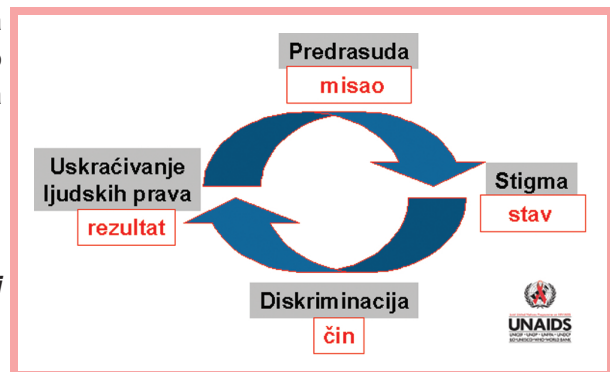 Predrasuda
misao
Uskraćivanje
ljudskih prava
rezultat
Stigma
stav
Diskriminacija
čin
UNAIDS